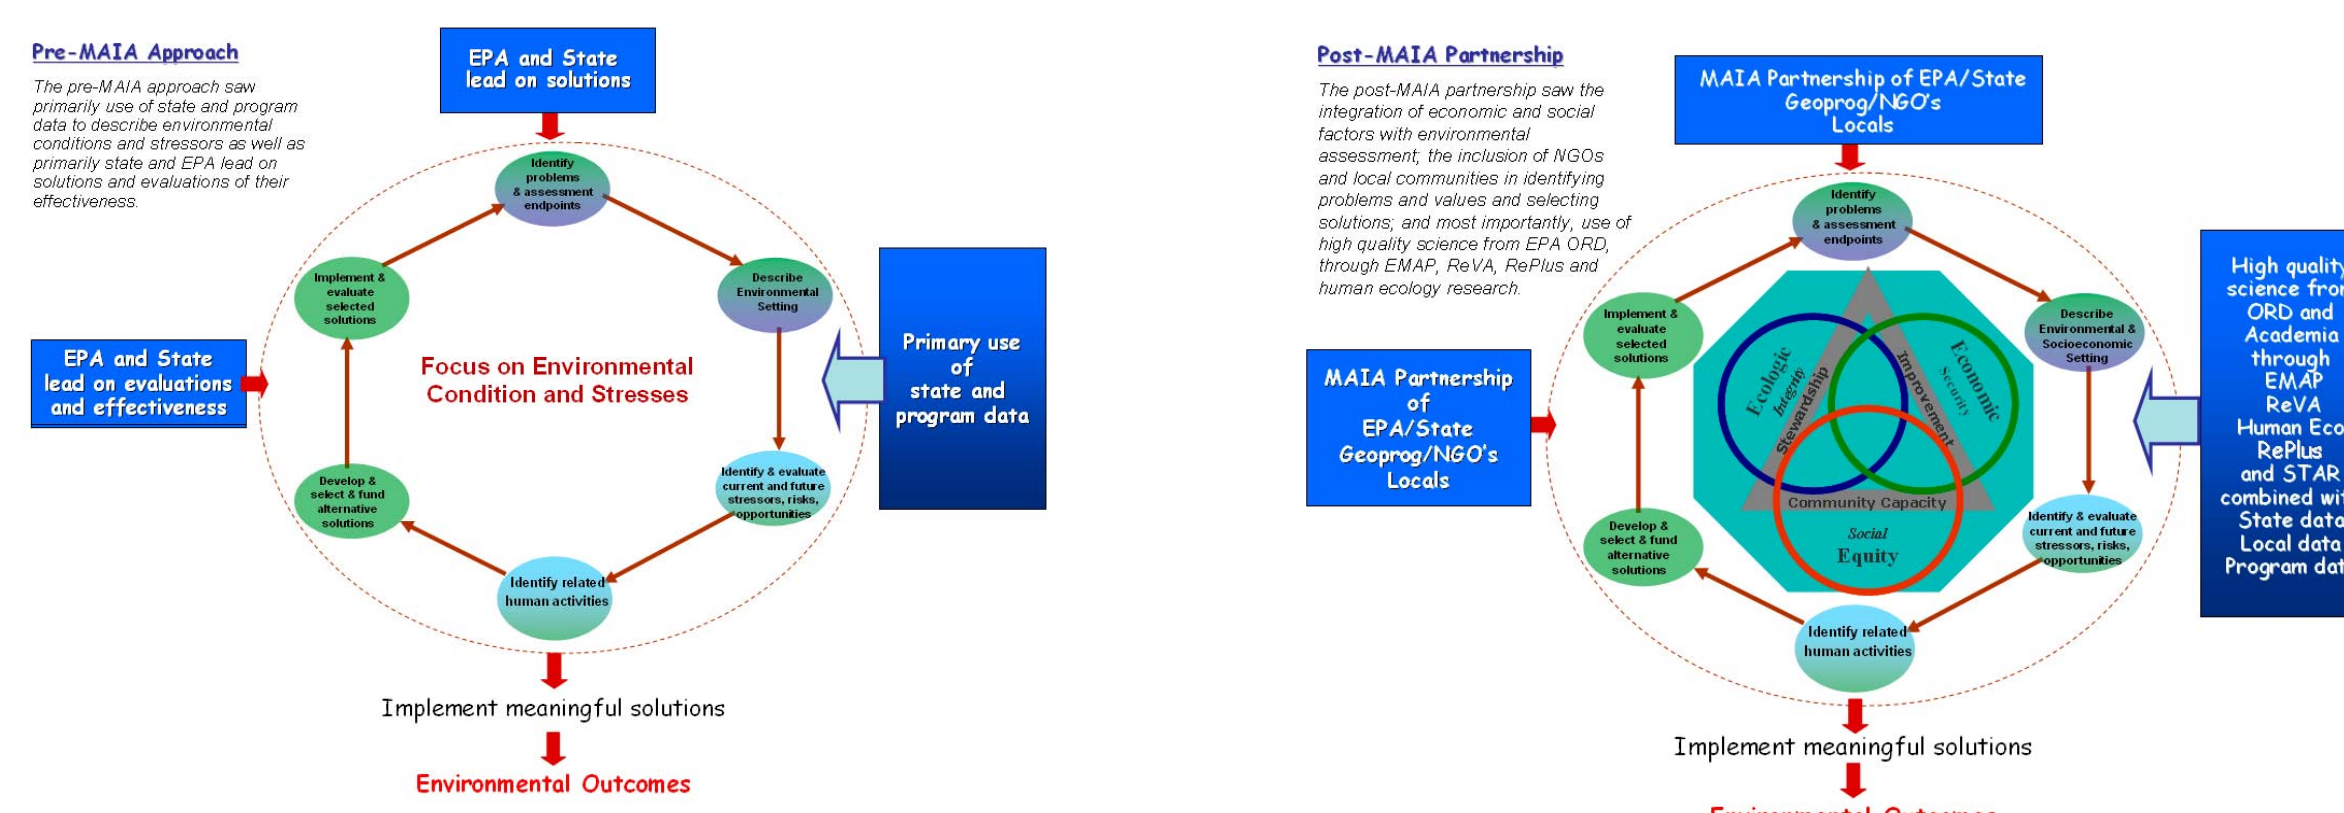 Pre-MAIA Approach
The pre-MAIA approach saw
primarily use of state and program
data to describe environmental
conditions and stressors as well as
primarily state and EPA lead on
solutions and evaluations of their
effectiveness.
EPA and State
lead on solutions
Identify
problems
& assessment
endpoints
Describe
Environmental
Setting
Implement &
evaluate
selected
solutions
EPA and State
lead on evaluations
and effectiveness
Focus on Environmental
Condition and Stresses
Primary use
of
state and
program data
Develop &
select & fund
alternative
solutions
Identify & evaluate
current and future
stressors, risks,
opportunities
Identify related
human activities
Implement meaningful solutions
Environmental Outcomes
Post-MAIA Partnership
The post-MAIA partnership saw the
integration of economic and social
factors with environmental
assessment; the inclusion of NGOs
and local communities in identifying
problems and values and selecting
solutions; and most importantly, use of
high quality science from EPA ORD,
through EMAP, ReVA, RePlus and
human ecology research.
MAIA Partnership of EPA/State
Geoprog/NGO's
Locals
Identify
problems
& assessment
endpoints
Describe
Environmental &
Socioeconomic
Setting
Implement &
evaluate
selected
solutions
MAIA Partnership
of
EPA/State
Geoprog/NGO's
Locals
Ecologic
Integrity
Stewardship
Improvement
Economic
Security
Community Capacity
Social
Equity
High quality
science from
ORD and
Academia
through
EMAP
ReVA
Human Eco
RePlus
and STAR
combined with
State data
Local data
Program data
Develop &
select & fund
alternative
solutions
Identify & evaluate
current and future
stressors, risks,
opportunities
Identify related
human activities
Implement meaningful solutions
Environmental Outcomes